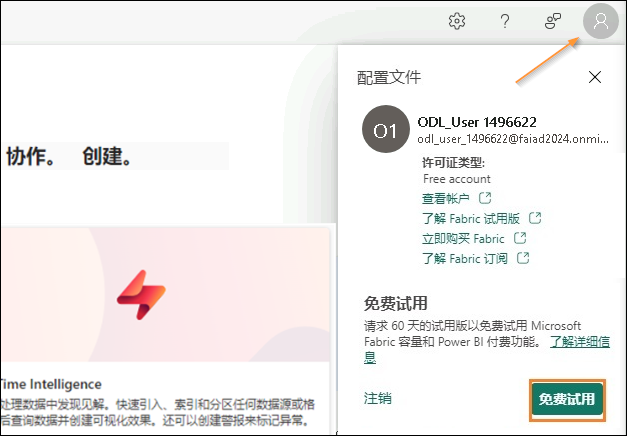 配置文件
O1
ODL_User 1496622
odl_user_1496622@faiad2024.onmi...
许可证类型:
Free account
查看帐户
了解 Fabric 试用版
立即购买 Fabric
了解 Fabric 订阅
协作。 创建。
免费试用
请求 60 天的试用版以免费试用 Microsoft
Fabric 容量和 Power BI 付费功能。 了解详细信
息
注销
免费试用
Time Intelligence
处理数据中发现见解。快速引入、索引和分区任何数据源或格
后查询数据并创建可视化效果。还可以创建警报来标记异常。